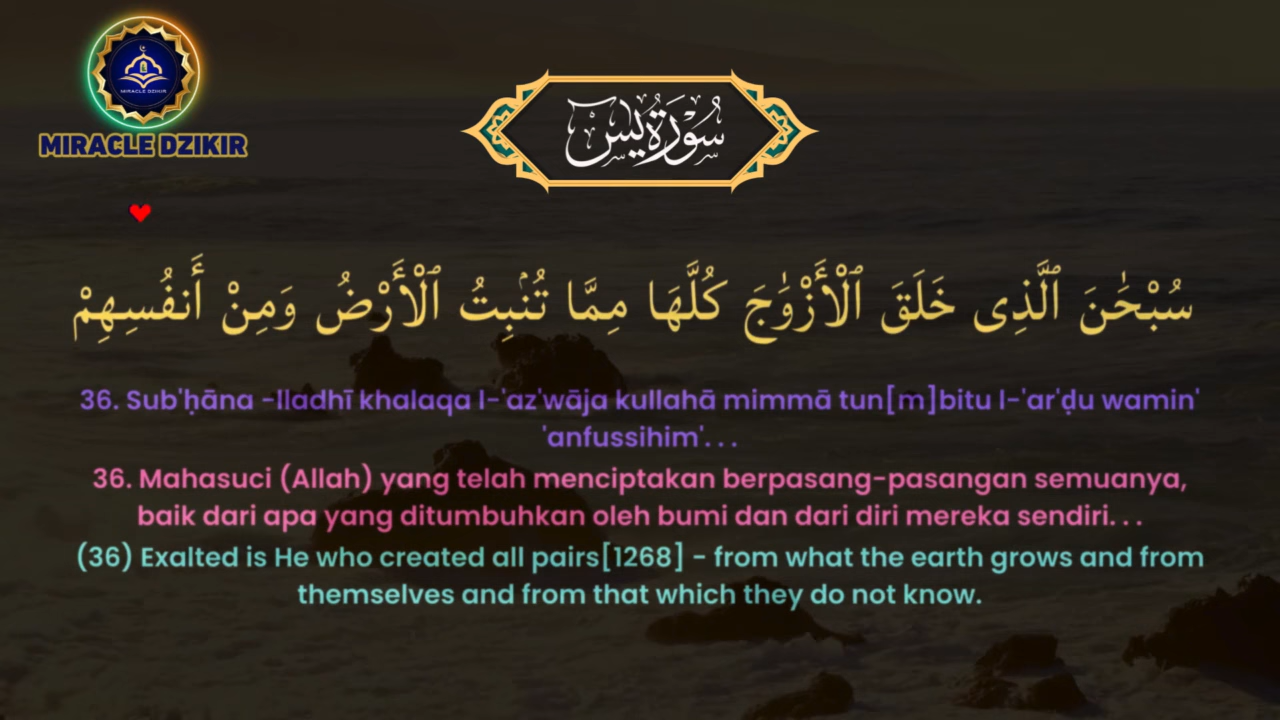 MIRACLE DZIKIR
MIRACLE DZIKIR
سُورَةُ يس
سُبْحَٰنَ ٱلَّذِى خَلَقَ ٱلْأَزْوَٰجَ كُلَّهَا مِمَّا تُنۢبِتُ ٱلْأَرْضُ وَمِنْ أَنفُسِهِمْ
36. Sub'ḥāna -lladhī khalaqa l-'az'wāja kullahā mimmā tun[m]bitu l-'ar'ḍu wamin'
'anfussihim'. . .
36. Mahasuci (Allah) yang telah menciptakan berpasang-pasangan semuanya,
baik dari apa yang ditumbuhkan oleh bumi dan dari diri mereka sendiri. . .
(36) Exalted is He who created all pairs[1268] - from what the earth grows and from
themselves and from that which they do not know.